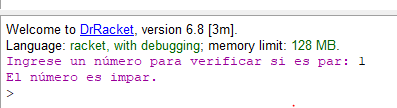 Welcome to DrRacket, version 6.8 [3m].
Language: racket, with debugging; memory limit: 128 MB.
Ingrese un número para verificar si es par: 1
El número es impar.
>